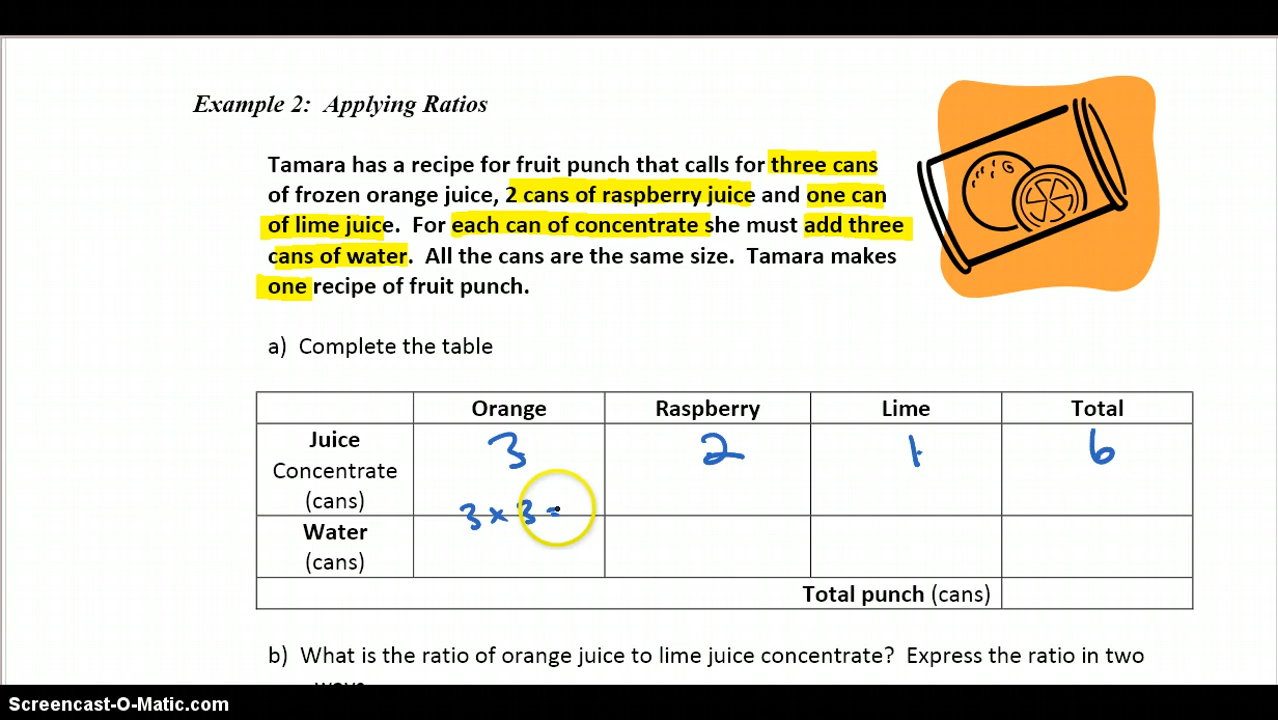 Example 2: Applying Ratios
Tamara has a recipe for fruit punch that calls for three cans
of frozen orange juice, 2 cans of raspberry juice and one can
of lime juice. For each can of concentrate she must add three
cans of water. All the cans are the same size. Tamara makes
one recipe of fruit punch.
a) Complete the table
Orange Raspberry Lime Total
Juice
Concentrate
(cans)
3 2 1 6
3 × 3 =
Water
(cans)
Total punch (cans)
b) What is the ratio of orange juice to lime juice concentrate? Express the ratio in two
ways
Screencast-O-Matic.com